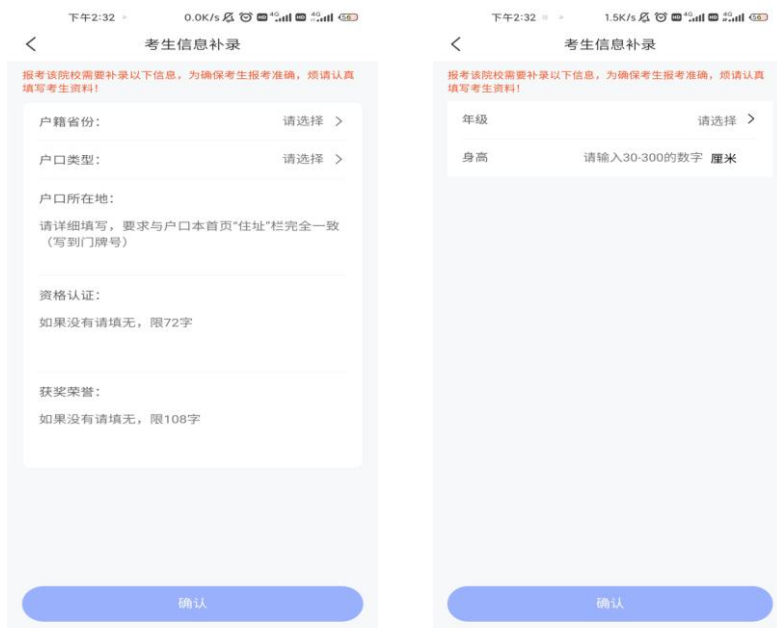 下午2:32 0.0K/s 4G 4G 56
考生信息补录
报考该院校需要补录以下信息，为确保考生报考准确，烦请认真
填写考生资料！
户籍省份： 请选择 >
户口类型： 请选择 >
户口所在地：
请详细填写，要求与户口本首页“住址”栏完全一致
（写到门牌号）
资格认证：
如果没有请填无，限72字
获奖荣誉：
如果没有请填无，限108字
确认
下午2:32 1.5K/s 4G 4G 56
考生信息补录
报考该院校需要补录以下信息，为确保考生报考准确，烦请认真
填写考生资料！
年级 请选择 >
身高 请输入30-300的数字 厘米
确认